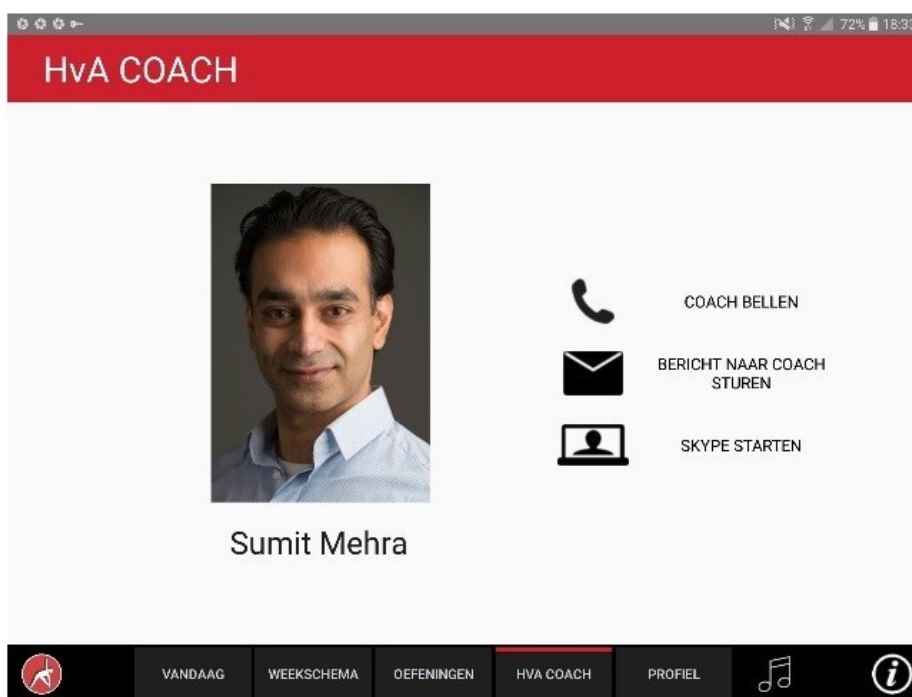 72% 18:33
HvA COACH
COACH BELLEN
BERICHT NAAR COACH
STUREN
SKYPE STARTEN
Sumit Mehra
VANDAAG WEEKSCHEMA OEFENINGEN HVA COACH PROFIEL i